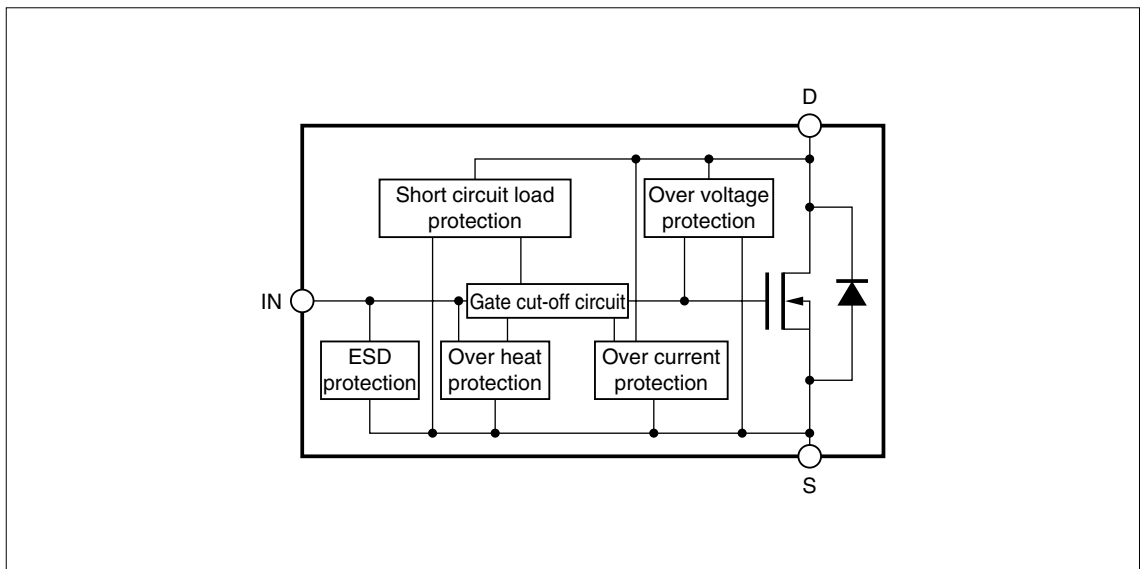 D
Short circuit load
protection
Over voltage
protection
IN
Gate cut-off circuit
ESD
protection
Over heat
protection
Over current
protection
S